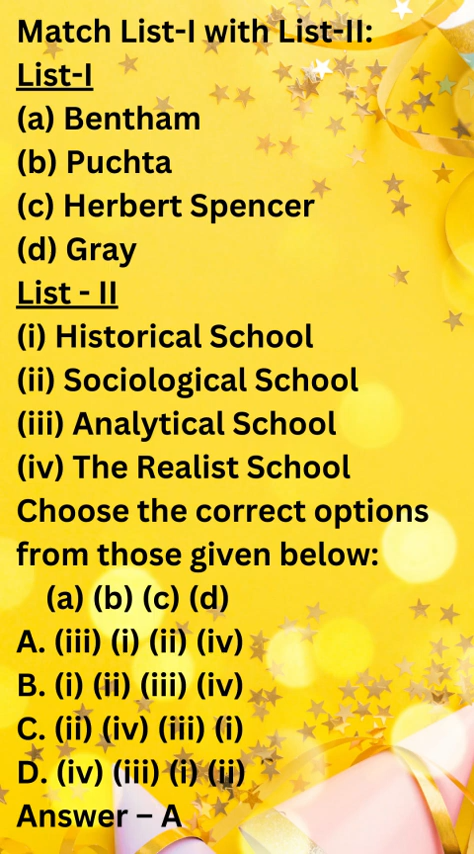 Match List-I with List-II:
List-I
(a) Bentham
(b) Puchta
(c) Herbert Spencer
(d) Gray
List - II
(i) Historical School
(ii) Sociological School
(iii) Analytical School
(iv) The Realist School
Choose the correct options
from those given below:
(a) (b) (c) (d)
A. (iii) (i) (ii) (iv)
B. (i) (ii) (iii) (iv)
C. (ii) (iv) (iii) (i)
D. (iv) (iii) (i) (ii)
Answer – A